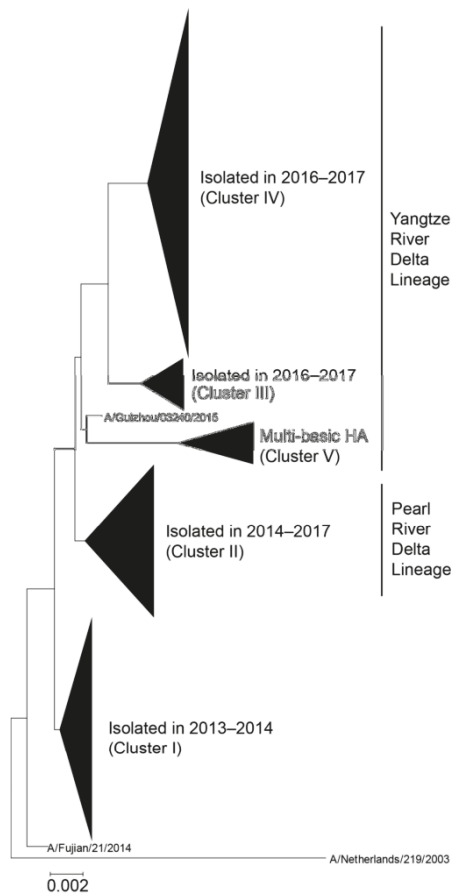 Isolated in 2016–2017
(Cluster IV)
Yangtze
River
Delta
Lineage
Isolated in 2016–2017
(Cluster III)
A/Guizhou/03240/2015
Multi-basic HA
(Cluster V)
Isolated in 2014–2017
(Cluster II)
Pearl
River
Delta
Lineage
Isolated in 2013–2014
(Cluster I)
A/Fujian/21/2014
A/Netherlands/219/2003
0.002